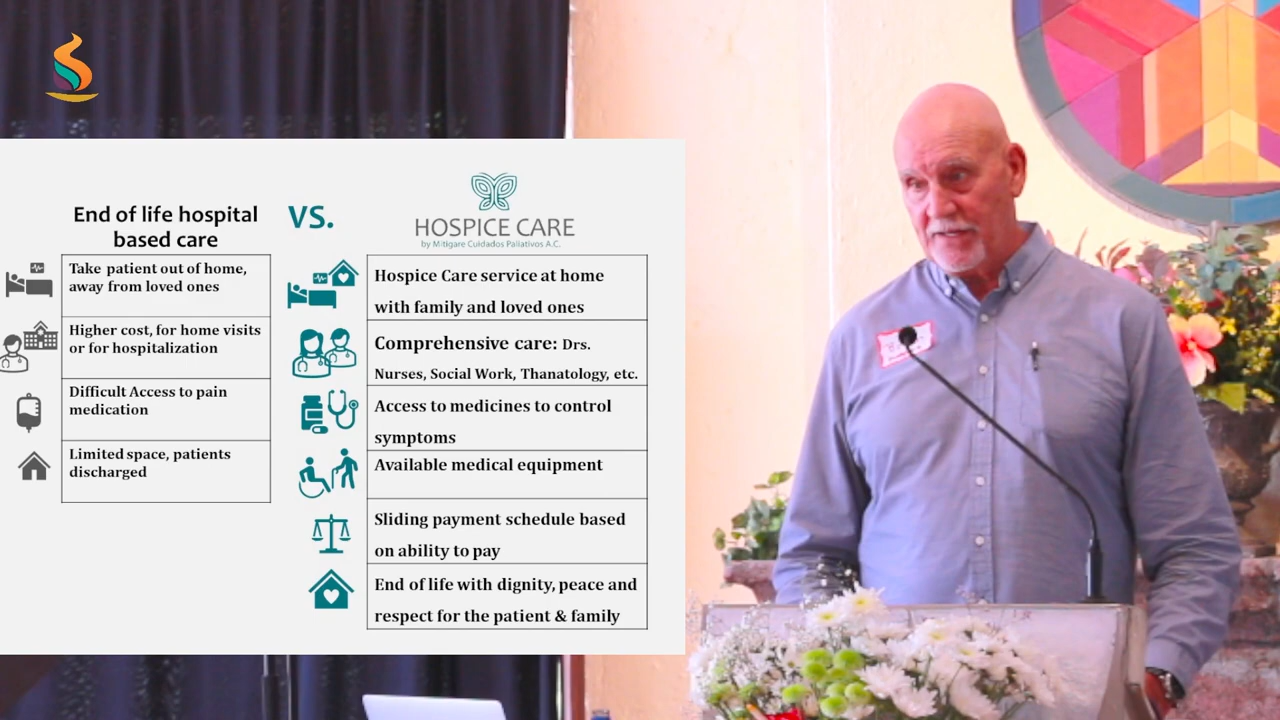 End of life hospital
based care
VS.
HOSPICE CARE
by Mitigare Cuidados Paliativos A.C.
Take patient out of home,
away from loved ones
Higher cost, for home visits
or for hospitalization
Difficult Access to pain
medication
Limited space, patients
discharged
Hospice Care service at home
with family and loved ones
Comprehensive care: Drs.
Nurses, Social Work, Thanatology, etc.
Access to medicines to control
symptoms
Available medical equipment
Sliding payment schedule based
on ability to pay
End of life with dignity, peace and
respect for the patient & family